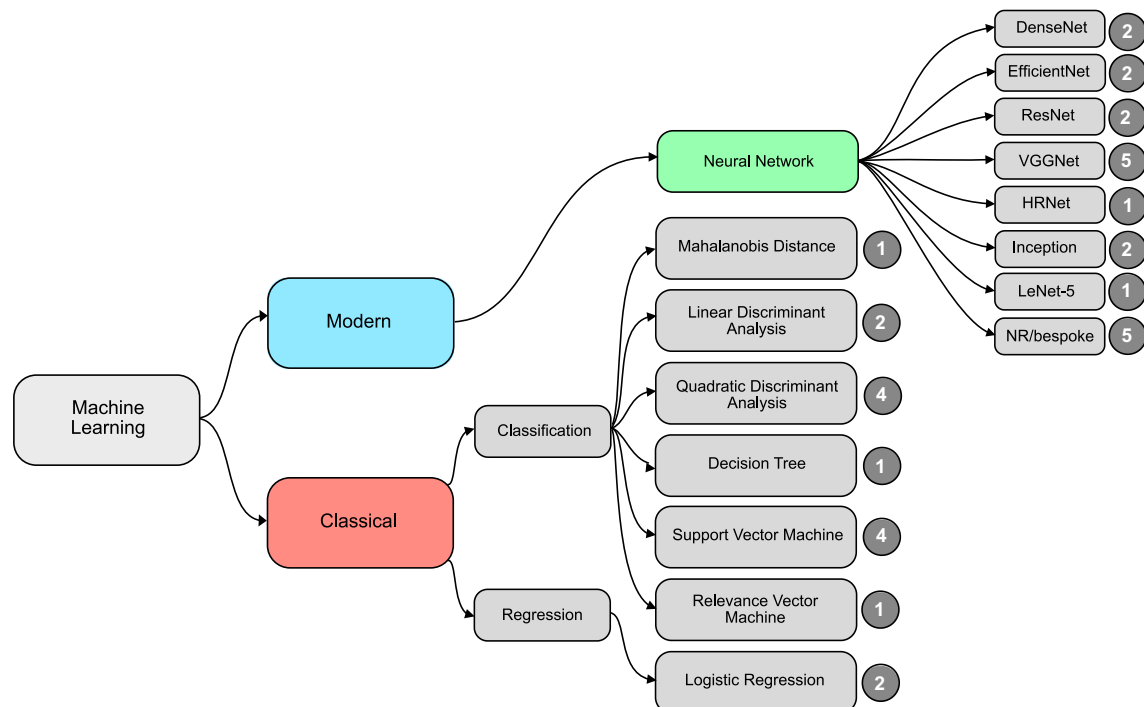 DenseNet 2
EfficientNet 2
ResNet 2
Neural Network
VGGNet 5
HRNet 1
Mahalanobis Distance 1
Inception 2
LeNet-5 1
Modern
Linear Discriminant
Analysis
2
NR/bespoke 5
Machine
Learning
Quadratic Discriminant
Analysis
4
Classification
Decision Tree 1
Classical
Support Vector Machine 4
Regression
Relevance Vector
Machine
1
Logistic Regression 2